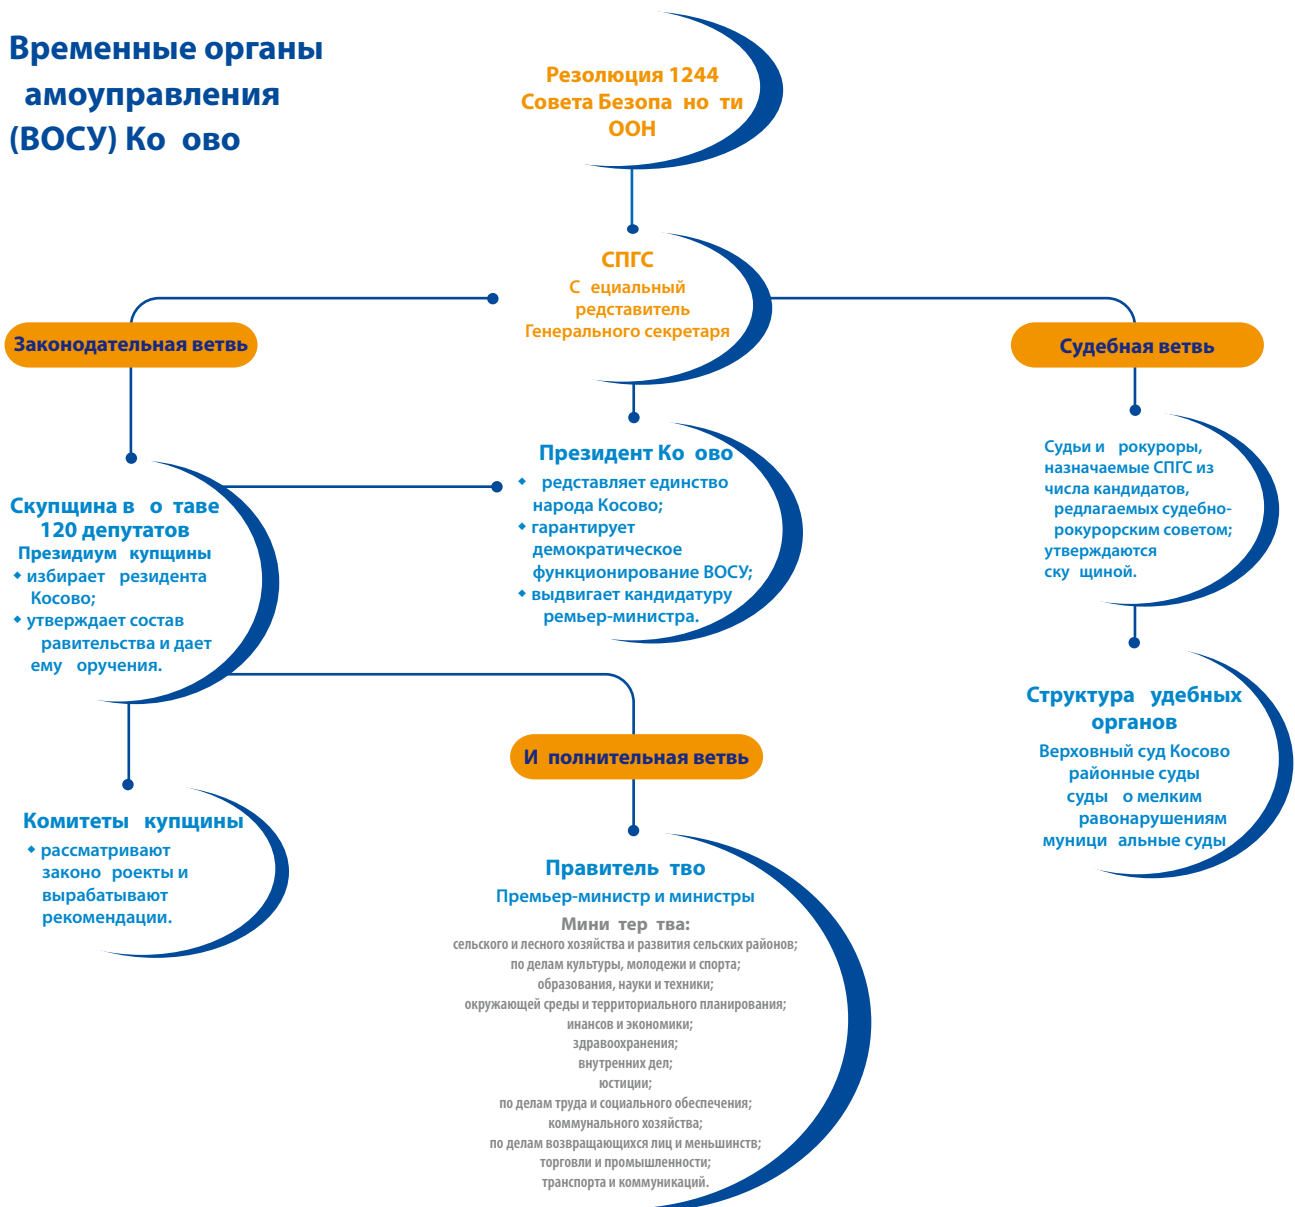 Временные органы
амоуправления
(ВОСУ) Ко ово
Резолюция 1244
Совета Безопа но ти
ООН
СПГС
С ециальный
редставитель
Генерального секретаря
Законодательная ветвь
Судебная ветвь
Скупщина в о таве
120 депутатов
Президиум купщины
◆ избирает резидента
Косово;
◆ утверждает состав
равительства и дает
ему оручения.
Президент Ко ово
◆ редставляет единство
народа Косово;
◆ гарантирует
демократическое
функционирование ВОСУ;
◆ выдвигает кандидатуру
ремьер-министра.
Судьи и рокуроры,
назначаемые СПГС из
числа кандидатов,
редлагаемых судебно-
рокурорским советом;
утверждаются
ску щиной.
Структура удебных
органов
Верховный суд Косово
районные суды
суды о мелким
равонарушениям
муници альные суды
Комитеты купщины
◆ рассматривают
законо роекты и
вырабатывают
рекомендации.
И полнительная ветвь
Правитель тво
Премьер-министр и министры
Мини тер тва:
сельского и лесного хозяйства и развития сельских районов;
по делам культуры, молодежи и спорта;
образования, науки и техники;
окружающей среды и территориального планирования;
инансов и экономики;
здравоохранения;
внутренних дел;
юстиции;
по делам труда и социального обеспечения;
коммунального хозяйства;
по делам возвращающихся лиц и меньшинств;
торговли и промышленности;
транспорта и коммуникаций.